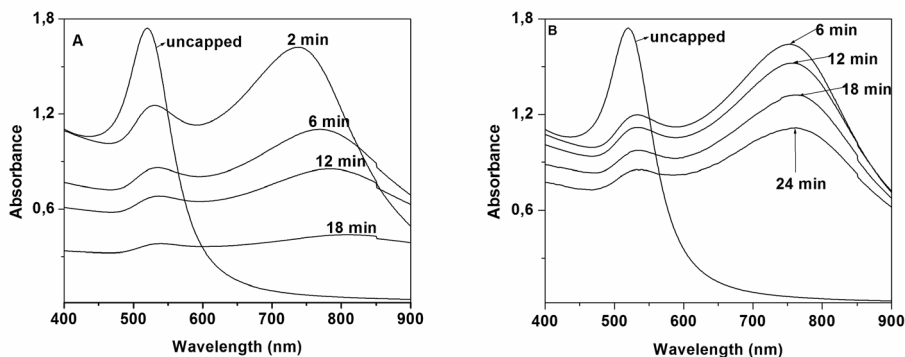 1,8
A
uncapped
2 min
1,2
6 min
12 min
0,6
18 min
Absorbance
400 500 600 700 800 900
Wavelength (nm)
1,8
B
uncapped
6 min
12 min
18 min
1,2
24 min
0,6
Absorbance
400 500 600 700 800 900
Wavelength (nm)